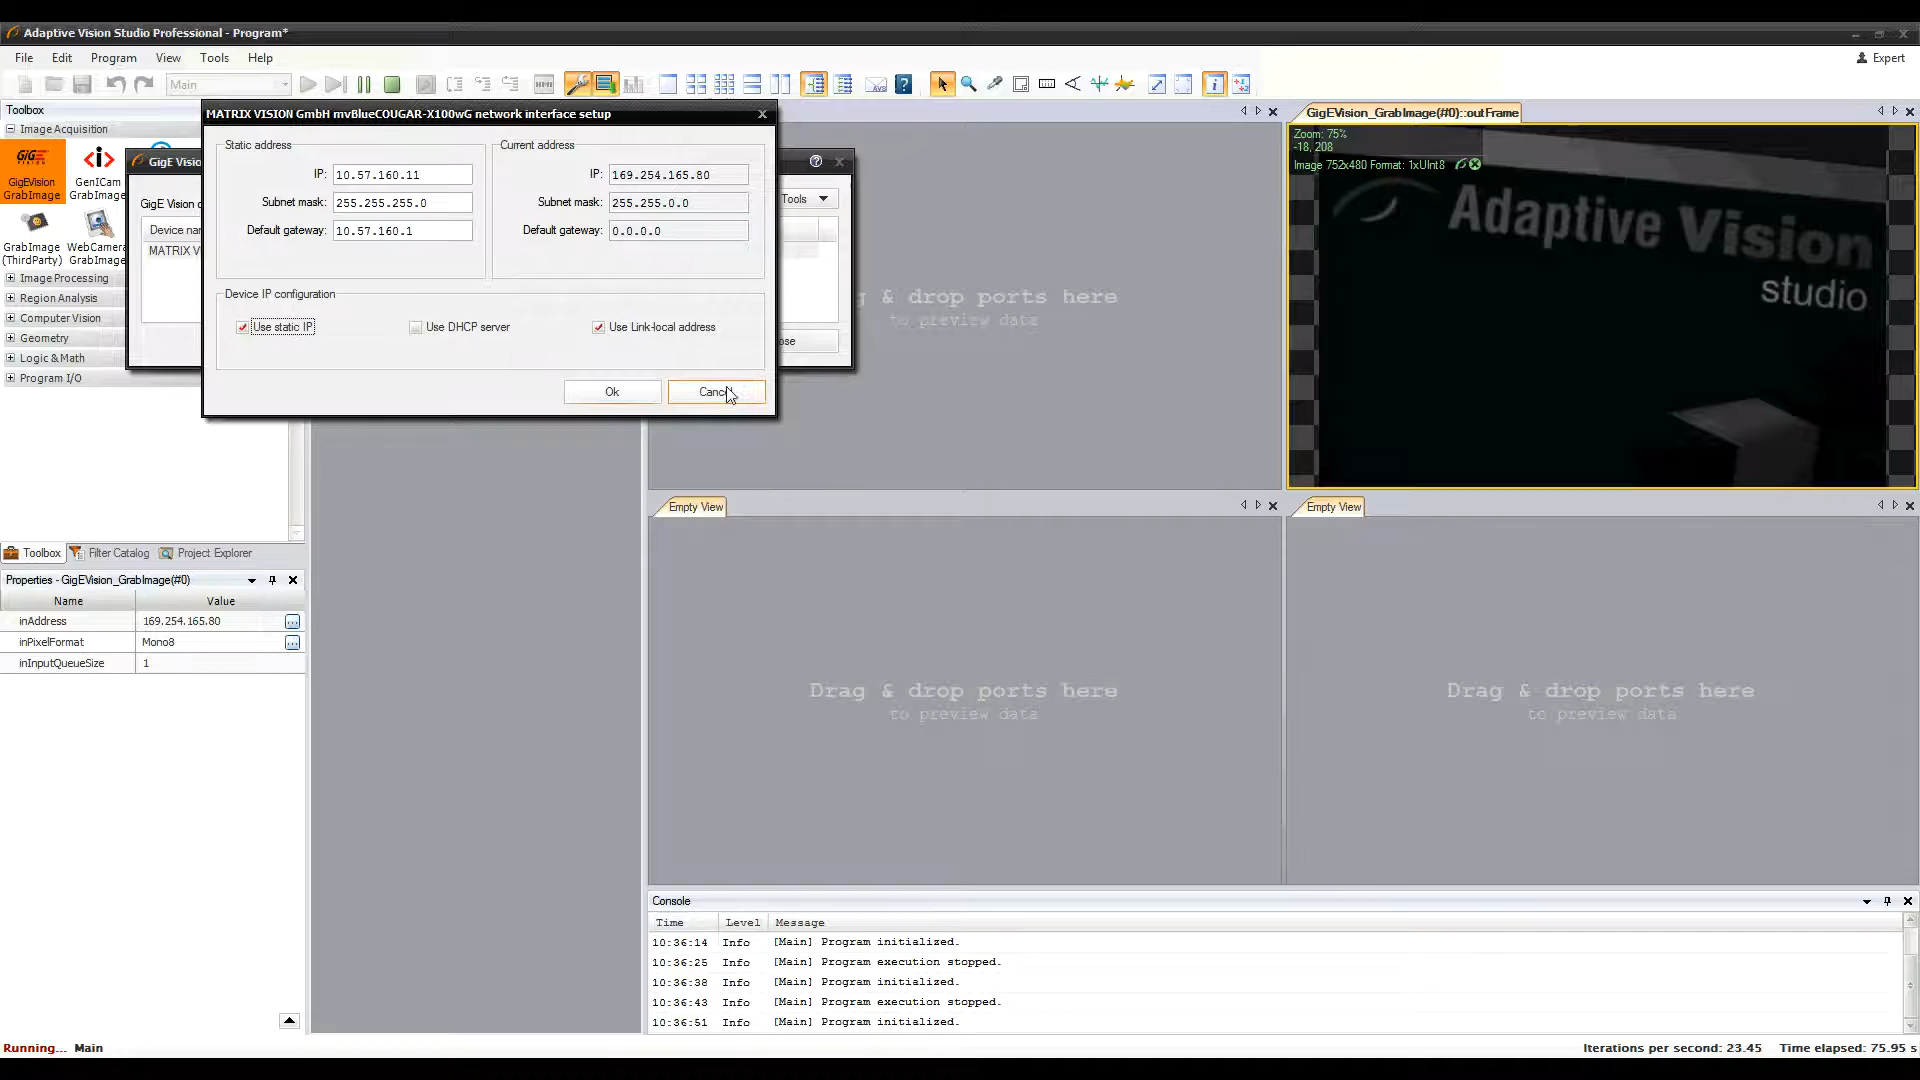 Adaptive Vision Studio Professional - Program*
File Edit Program View Tools Help
Expert
Main
HMI
Toolbox
Image Acquisition
GigEVision GrabImage
GenICam GrabImage
GrabImage (ThirdParty)
WebCamera GrabImage
Image Processing
Region Analysis
Computer Vision
Geometry
Logic & Math
Program I/O
MATRIX VISION GmbH mvBlueCOUGAR-X100wG network interface setup
Static address
IP: 10.57.160.11
Subnet mask: 255.255.255.0
Default gateway: 10.57.160.1
Current address
IP: 169.254.165.80
Subnet mask: 255.255.0.0
Default gateway: 0.0.0.0
Device IP configuration
Use static IP
Use DHCP server
Use Link-local address
Ok
GigE Visio
GigE Vision
Device na
MATRIX V
Tools
ose
GigEVision_GrabImage(#0)::outFrame
Zoom: 75%
-18, 208
Image 752x480 Format: 1xUInt8
Adaptive Vision
studio
& drop ports here
to preview data
Empty View
Drag & drop ports here
to preview data
Empty View
Drag & drop ports here
to preview data
Toolbox Filter Catalog Project Explorer
Properties - GigEVision_GrabImage(#0)
Name Value
inAddress 169.254.165.80
inPixelFormat Mono8
inInputQueueSize 1
Console
Time Level Message
10:36:14 Info [Main] Program initialized.
10:36:25 Info [Main] Program execution stopped.
10:36:38 Info [Main] Program initialized.
10:36:43 Info [Main] Program execution stopped.
10:36:51 Info [Main] Program initialized.
Running... Main
Iterations per second: 23.45 Time elapsed: 75.95 s